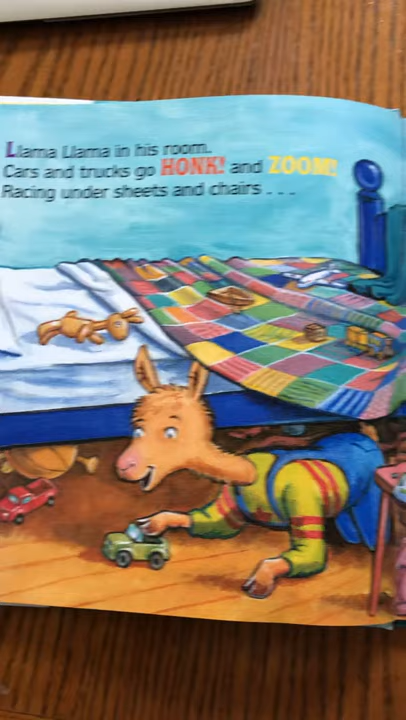 Llama Llama in his room.
Cars and trucks go HONK! and ZOOM!
Racing under sheets and chairs . . .